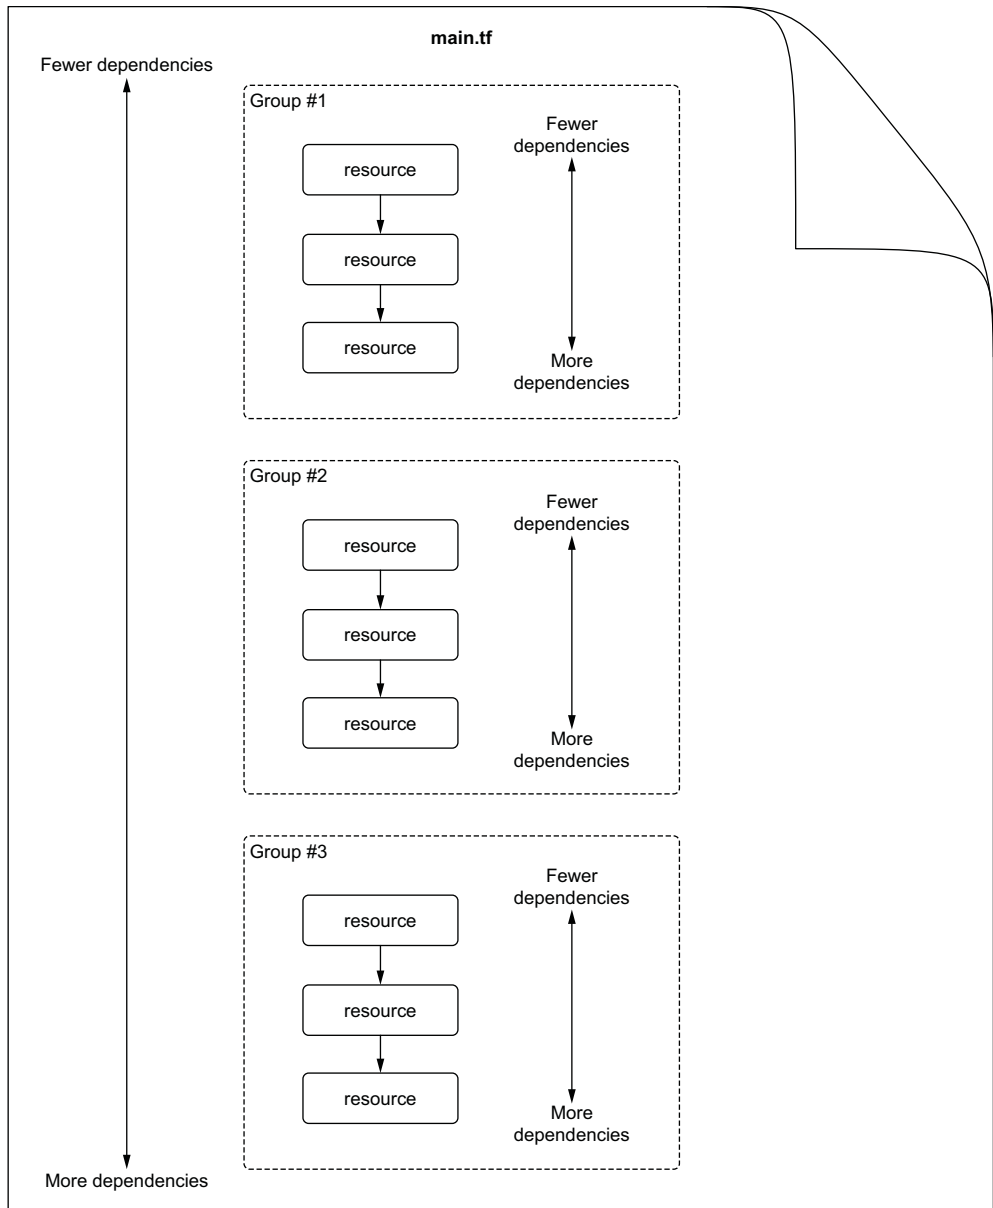 main.tf
Fewer dependencies
Group #1
Fewer
dependencies
resource
resource
resource
More
dependencies
Group #2
Fewer
dependencies
resource
resource
resource
More
dependencies
Group #3
Fewer
dependencies
resource
resource
resource
More
dependencies
More dependencies